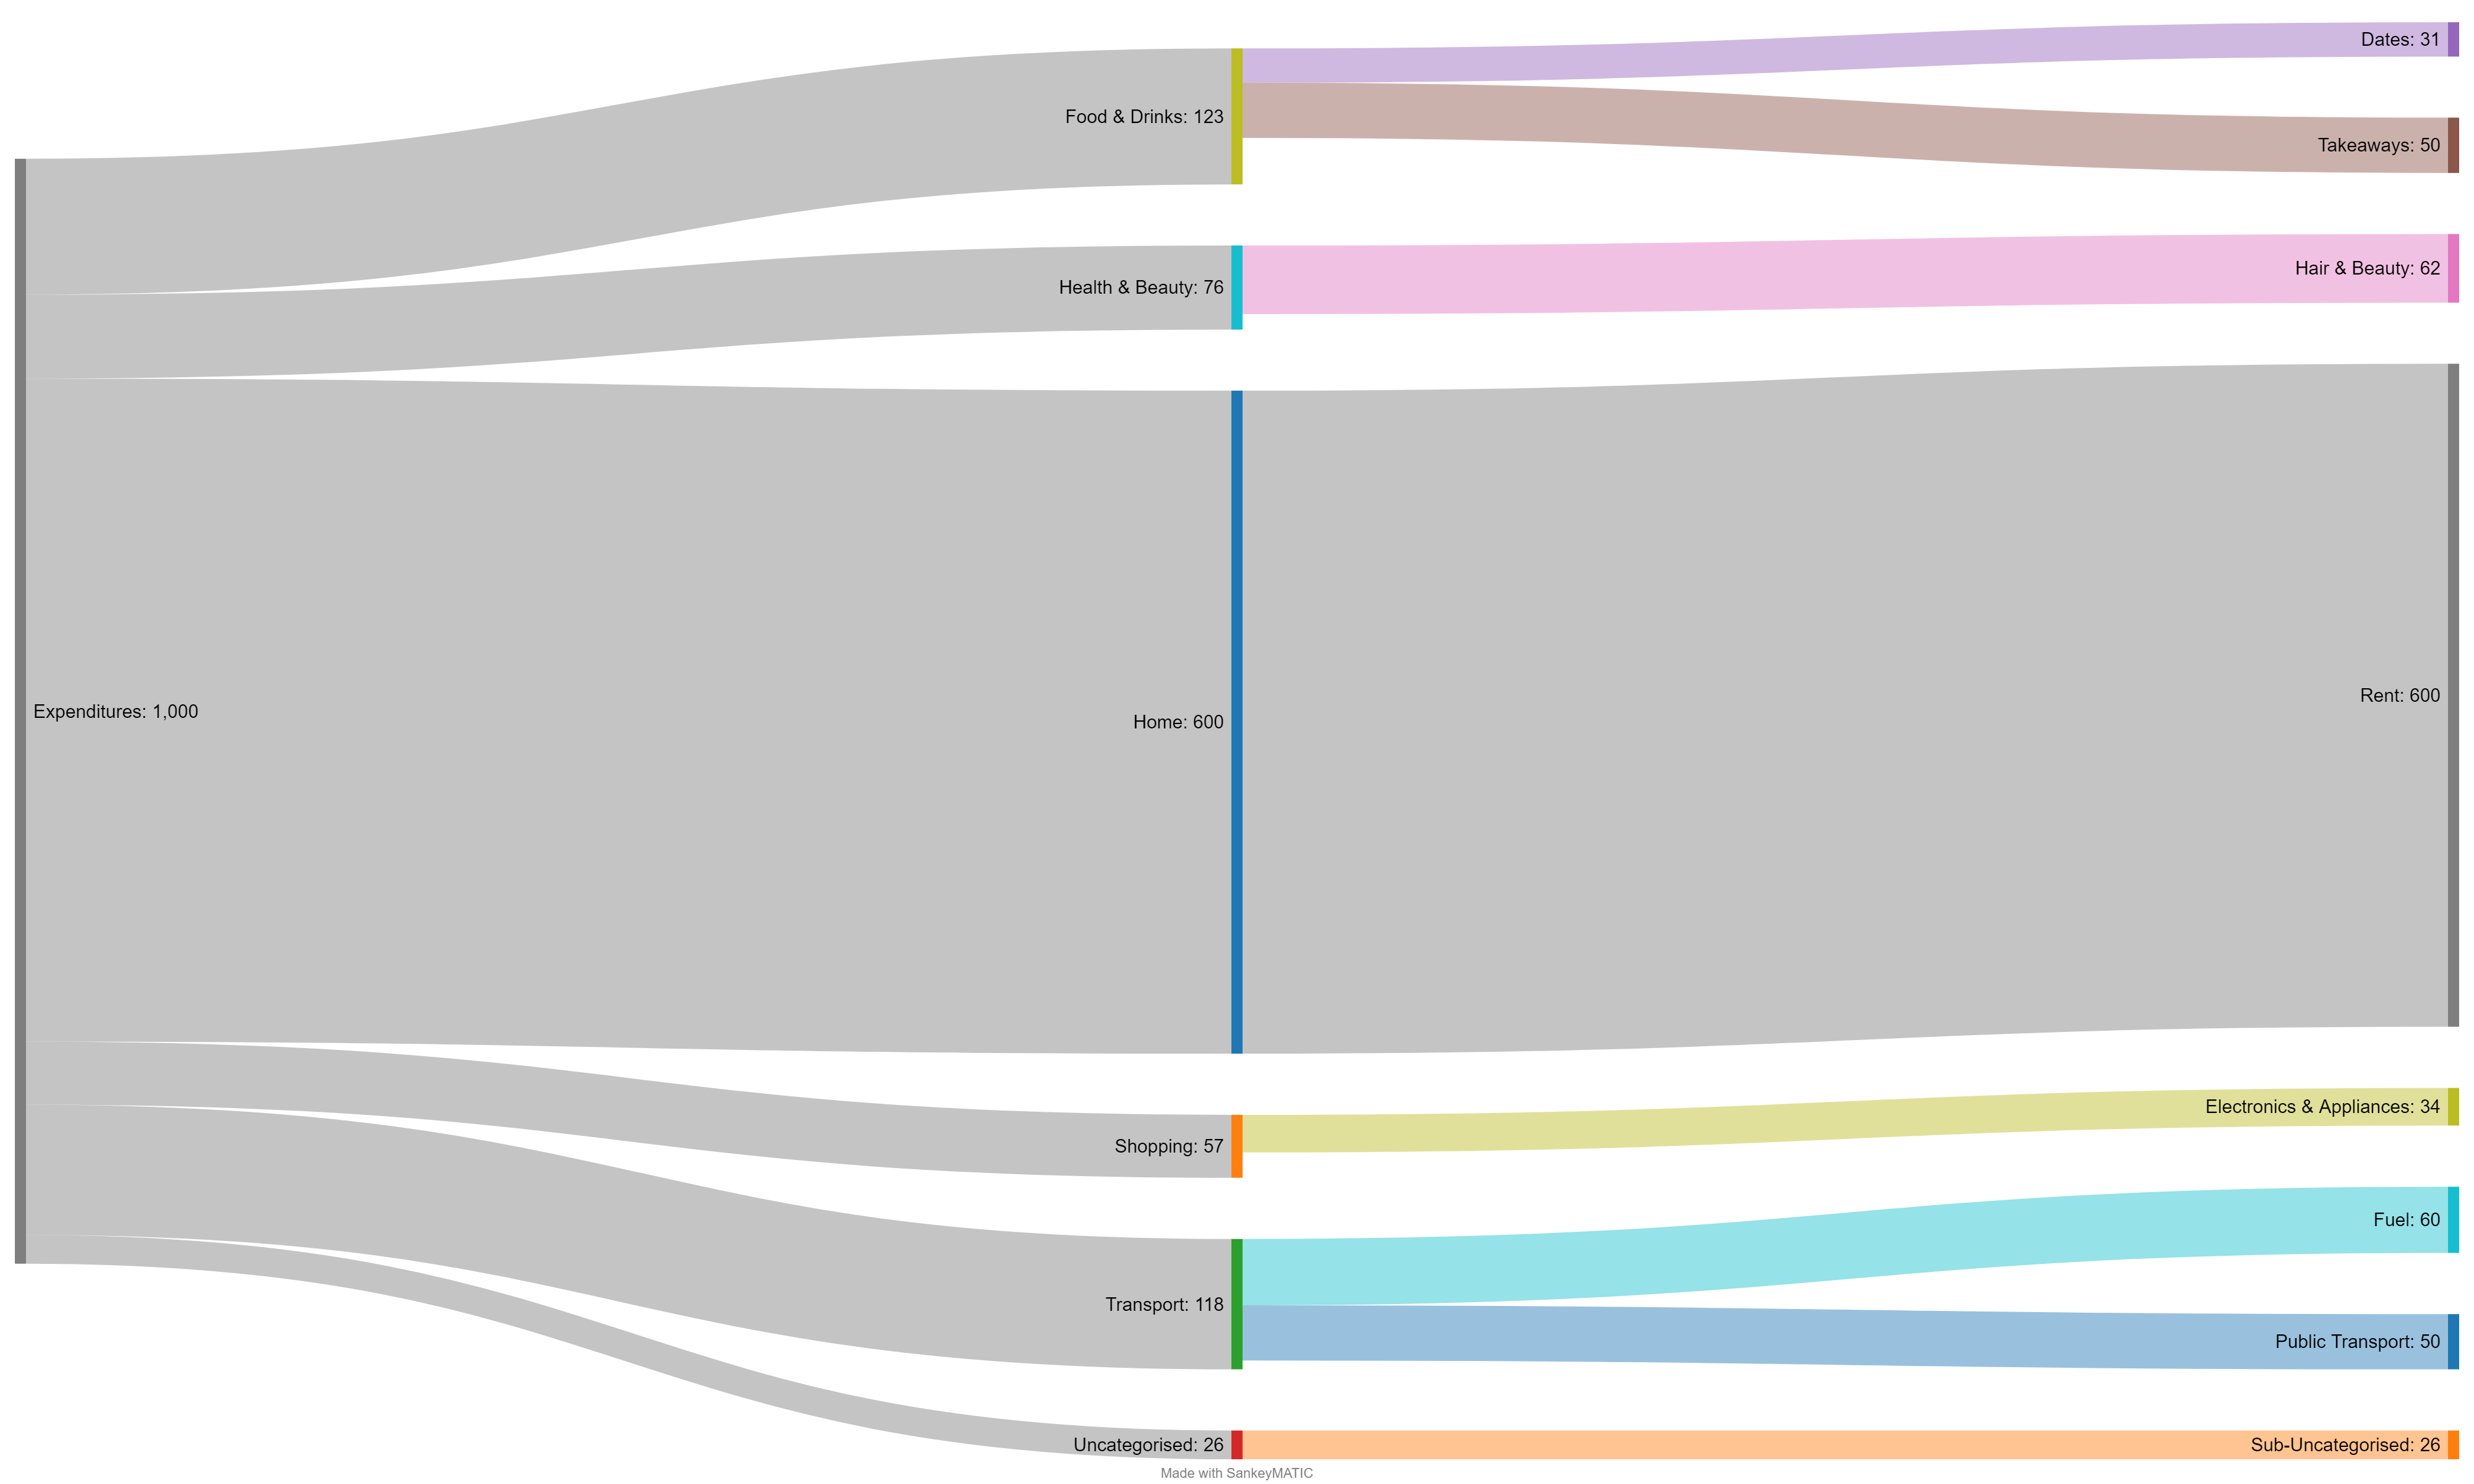 Dates: 31
Food & Drinks: 123
Takeaways: 50
Hair & Beauty: 62
Health & Beauty: 76
Rent: 600
Expenditures: 1,000
Home: 600
Electronics & Appliances: 34
Shopping: 57
Fuel: 60
Transport: 118
Public Transport: 50
Uncategorised: 26
Sub-Uncategorised: 26
Made with SankeyMATIC